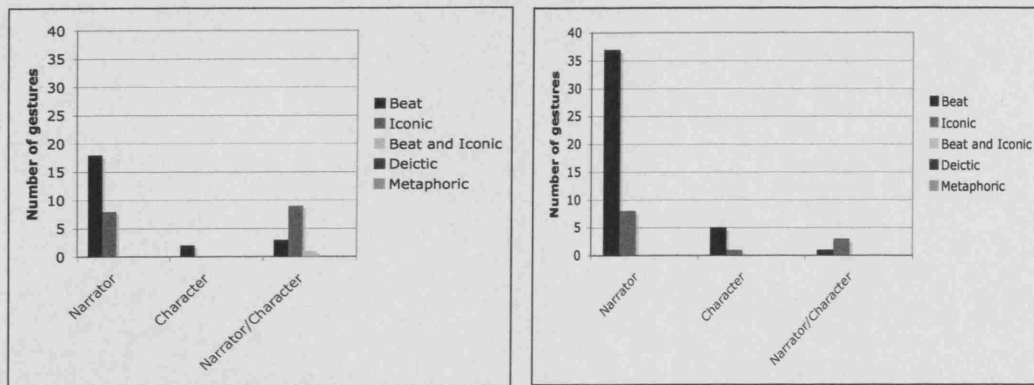 Number of gestures
40
35
30
25
20
15
10
5
0
Narrator
Character
Narrator/Character
Beat
Iconic
Beat and Iconic
Deictic
Metaphoric
Number of gestures
40
35
30
25
20
15
10
5
0
Narrator
Character
Narrator/Character
Beat
Iconic
Beat and Iconic
Deictic
Metaphoric